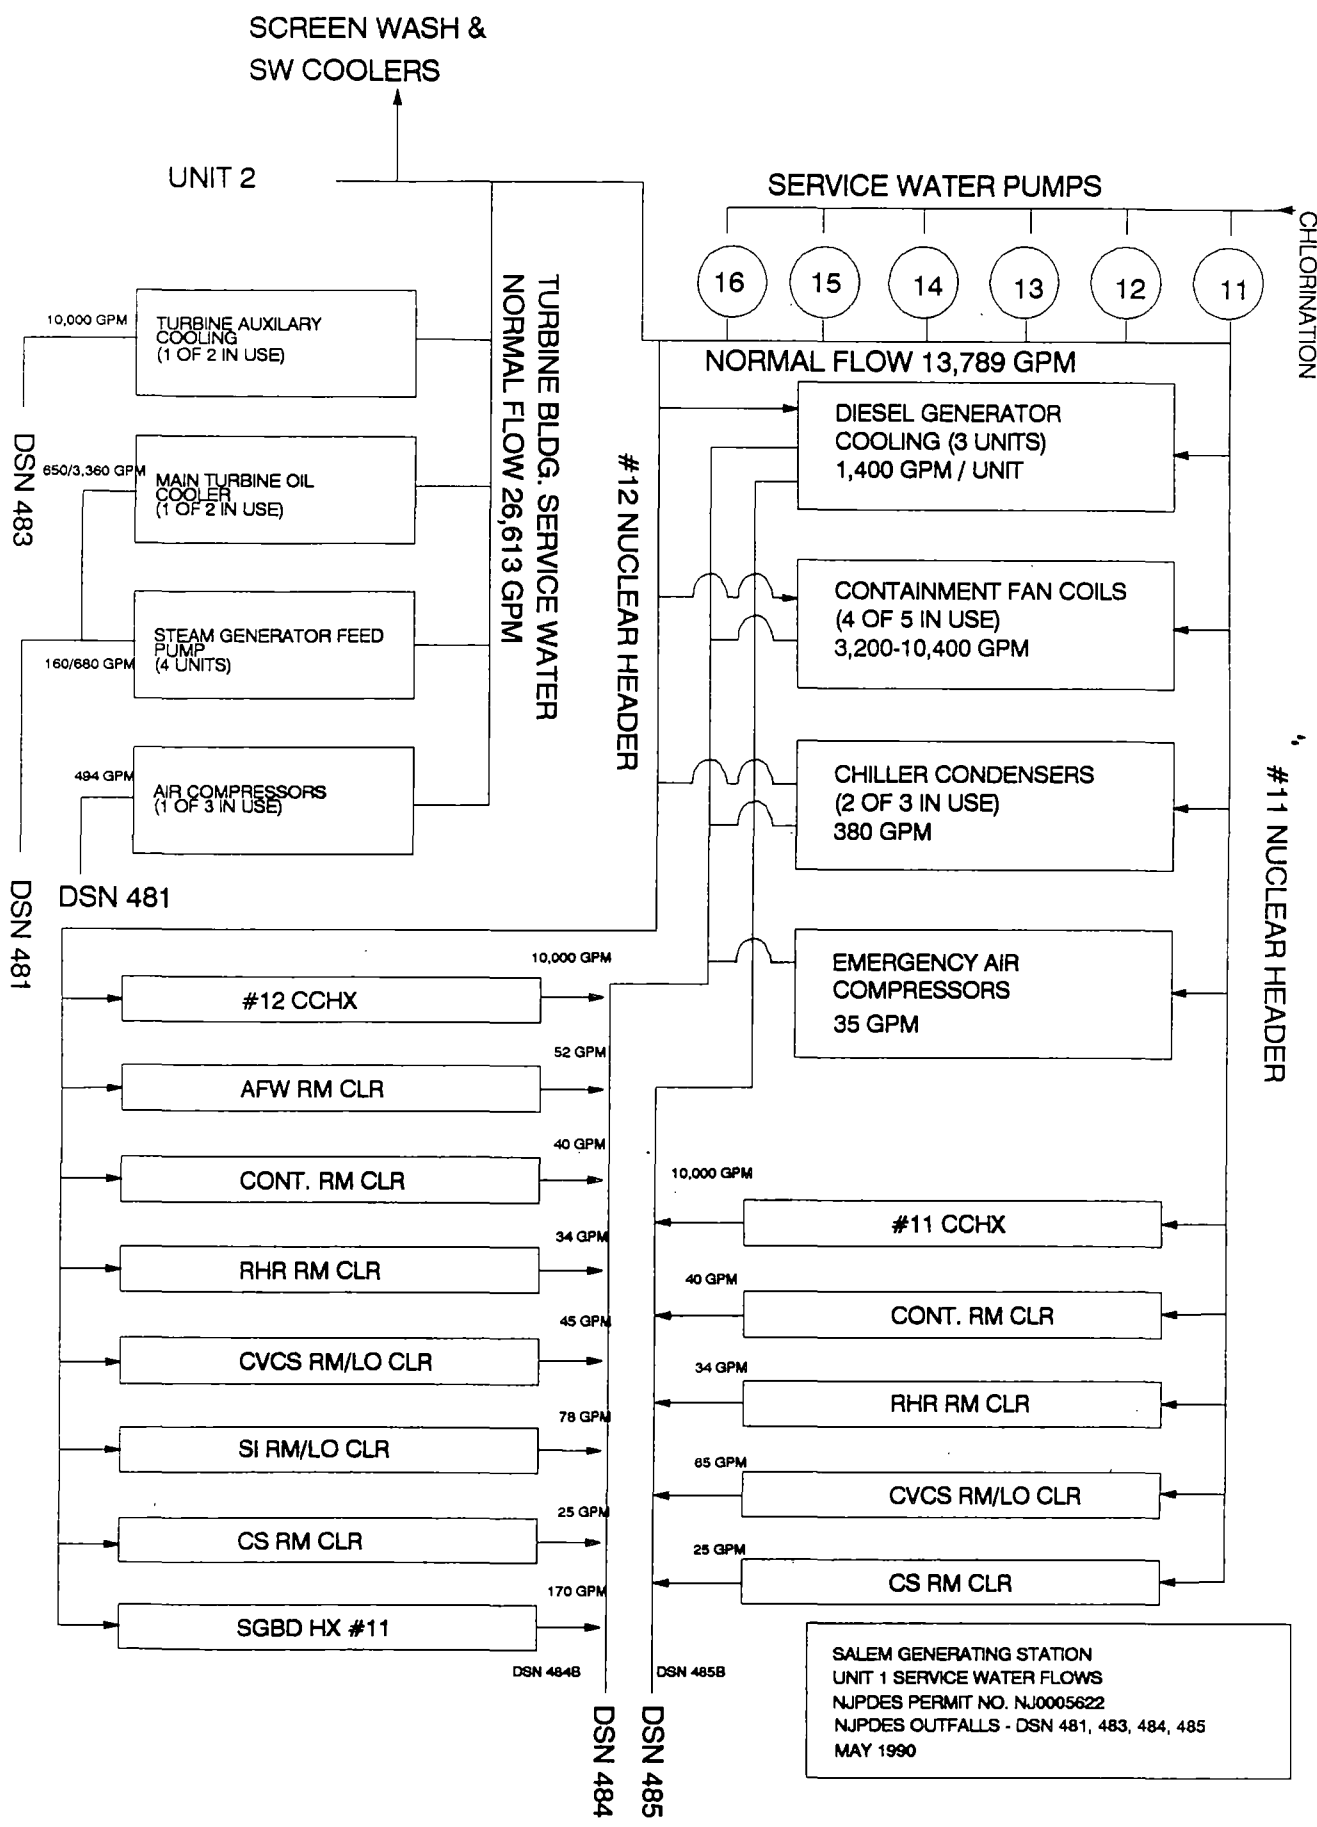 SCREEN WASH &
SW COOLERS
UNIT 2
SERVICE WATER PUMPS
CHLORINATION
16
15
14
13
12
11
NORMAL FLOW 13,789 GPM
TURBINE BLDG. SERVICE WATER
NORMAL FLOW 26,613 GPM
#12 NUCLEAR HEADER
#11 NUCLEAR HEADER
10,000 GPM
TURBINE AUXILARY
COOLING
(1 OF 2 IN USE)
DSN 483
650/3,360 GPM
MAIN TURBINE OIL
COOLER
(1 OF 2 IN USE)
STEAM GENERATOR FEED
PUMP
(4 UNITS)
160/680 GPM
494 GPM
AIR COMPRESSORS
(1 OF 3 IN USE)
DSN 481
DSN 481
DIESEL GENERATOR
COOLING (3 UNITS)
1,400 GPM / UNIT
CONTAINMENT FAN COILS
(4 OF 5 IN USE)
3,200-10,400 GPM
CHILLER CONDENSERS
(2 OF 3 IN USE)
380 GPM
EMERGENCY AIR
COMPRESSORS
35 GPM
10,000 GPM
#12 CCHX
52 GPM
AFW RM CLR
40 GPM
CONT. RM CLR
34 GPM
RHR RM CLR
45 GPM
CVCS RM/LO CLR
78 GPM
SI RM/LO CLR
25 GPM
CS RM CLR
170 GPM
SGBD HX #11
DSN 484B
DSN 484
10,000 GPM
#11 CCHX
40 GPM
CONT. RM CLR
34 GPM
RHR RM CLR
65 GPM
CVCS RM/LO CLR
25 GPM
CS RM CLR
DSN 485B
DSN 485
SALEM GENERATING STATION
UNIT 1 SERVICE WATER FLOWS
NJPDES PERMIT NO. NJ0005622
NJPDES OUTFALLS - DSN 481, 483, 484, 485
MAY 1990